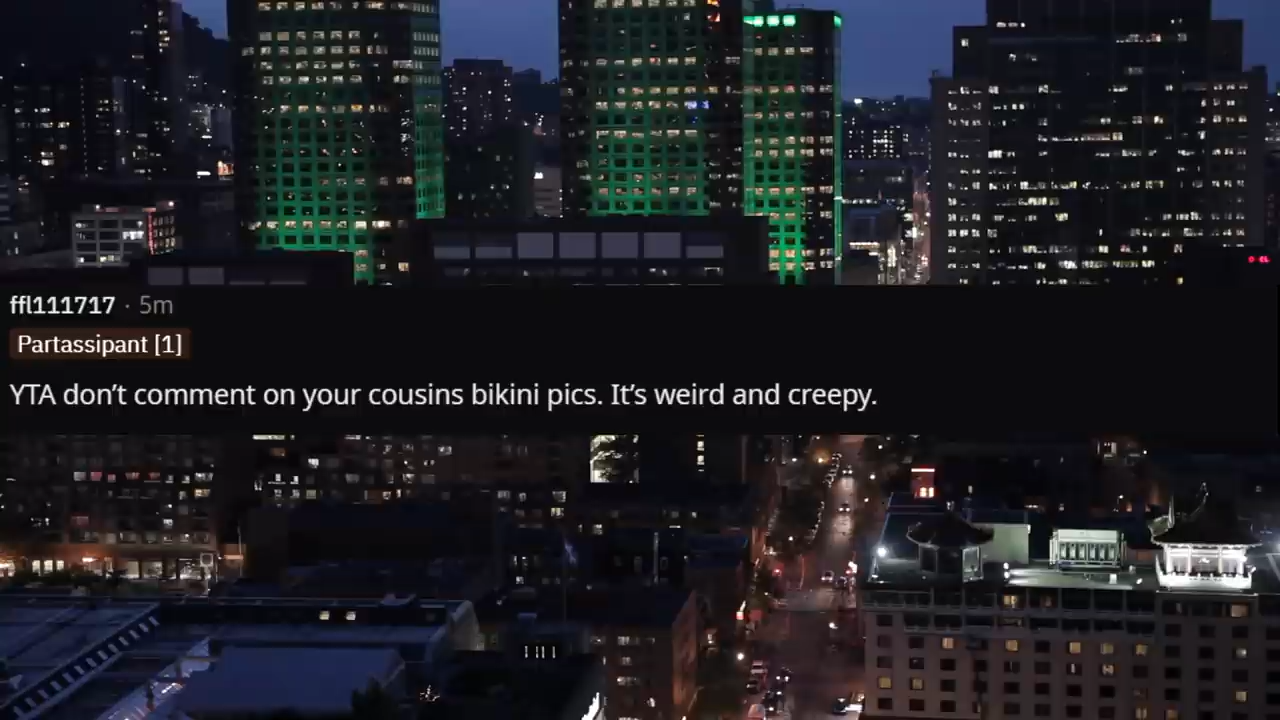 ffl111717 · 5m
Partassipant [1]
YTA don’t comment on your cousins bikini pics. It’s weird and creepy.